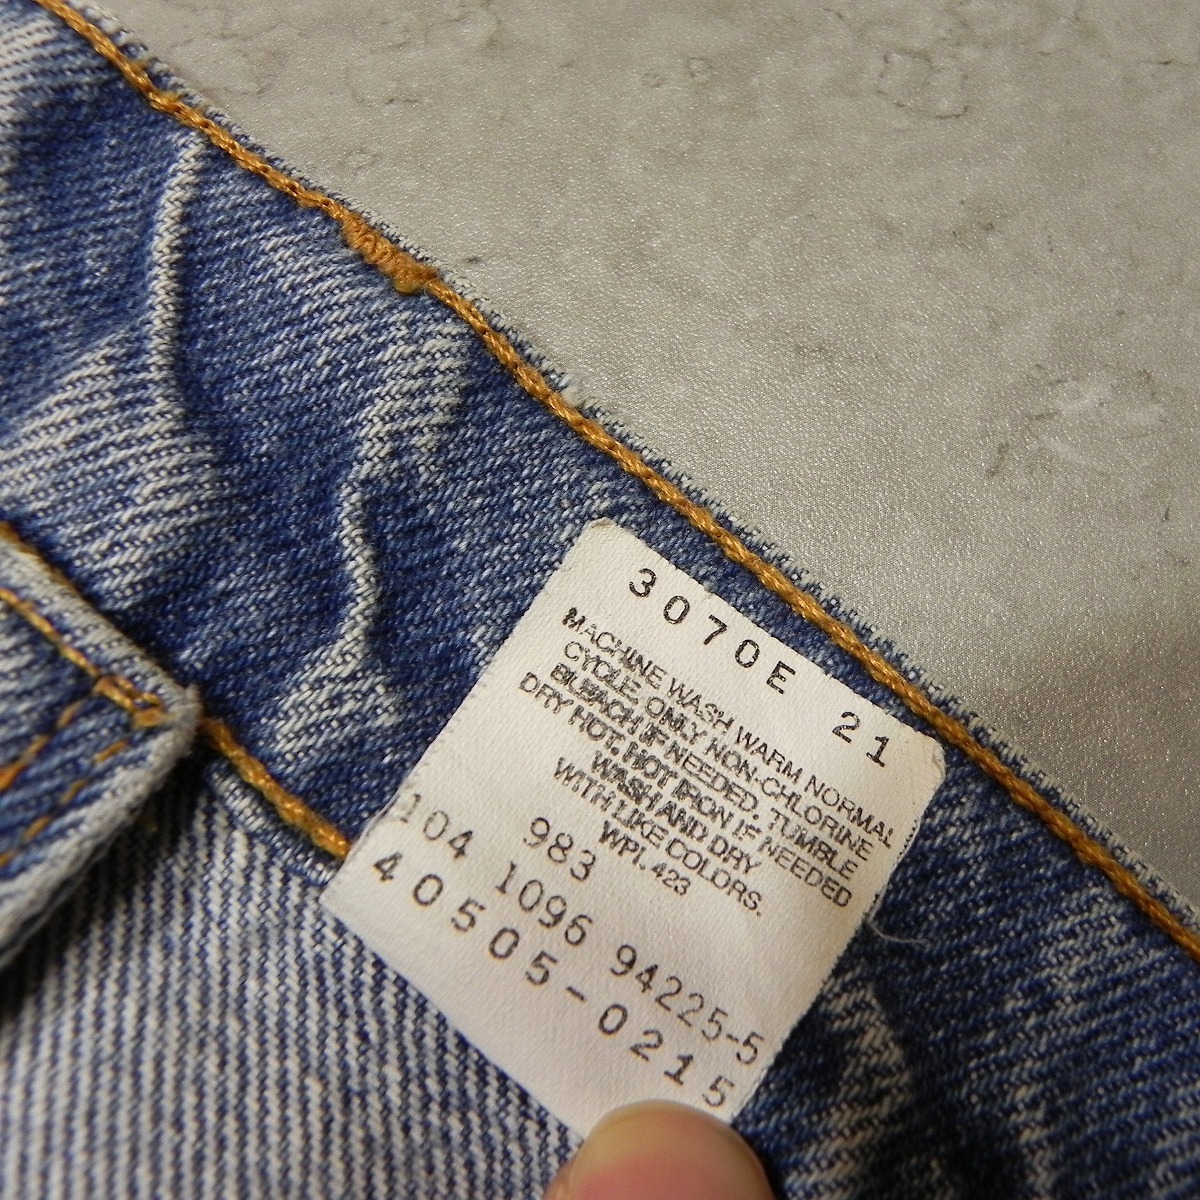 3070E 21
MACHINE WASH WARM NORMAL
CYCLE. ONLY NON-CHLORINE
BLEACH IF NEEDED. TUMBLE
DRY HOT. HOT IRON IF NEEDED
WASH AND DRY
WITH LIKE COLORS.
983 WPL 423
104 1096 94225-5
40505-0215